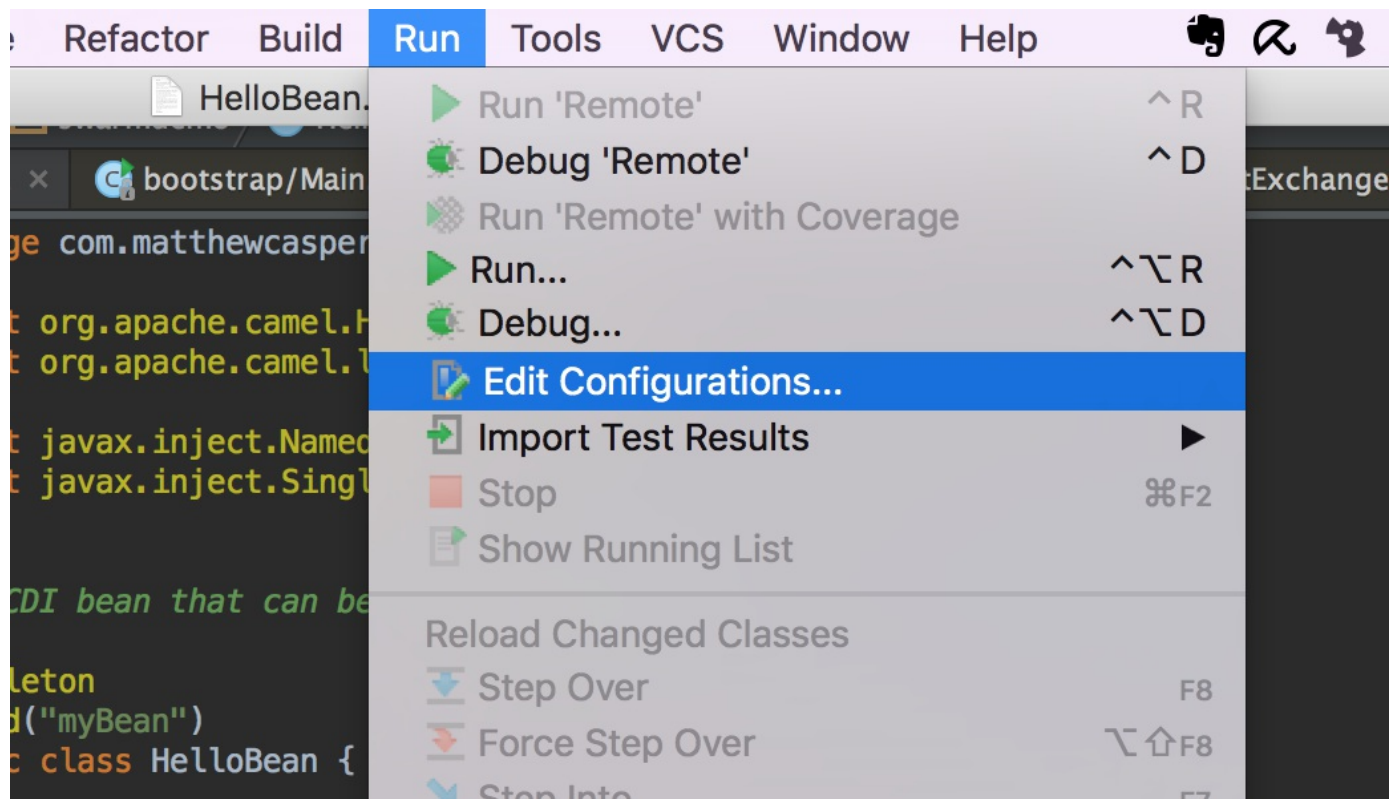 Refactor Build Run Tools VCS Window Help
HelloBean.
Run 'Remote' ^ R
bootstrap/Main
Debug 'Remote' ^ D
tExchange
Run 'Remote' with Coverage
ge com.matthewcasper
Run... ^⌥ R
t org.apache.camel.H
Debug... ^⌥ D
t org.apache.camel.l
Edit Configurations...
t javax.inject.Named
Import Test Results ▶
t javax.inject.Singl
Stop ⌘F2
Show Running List
CDI bean that can be
Reload Changed Classes
leton
Step Over F8
d("myBean")
Force Step Over ⌥⇧F8
c class HelloBean {
Step Into F7